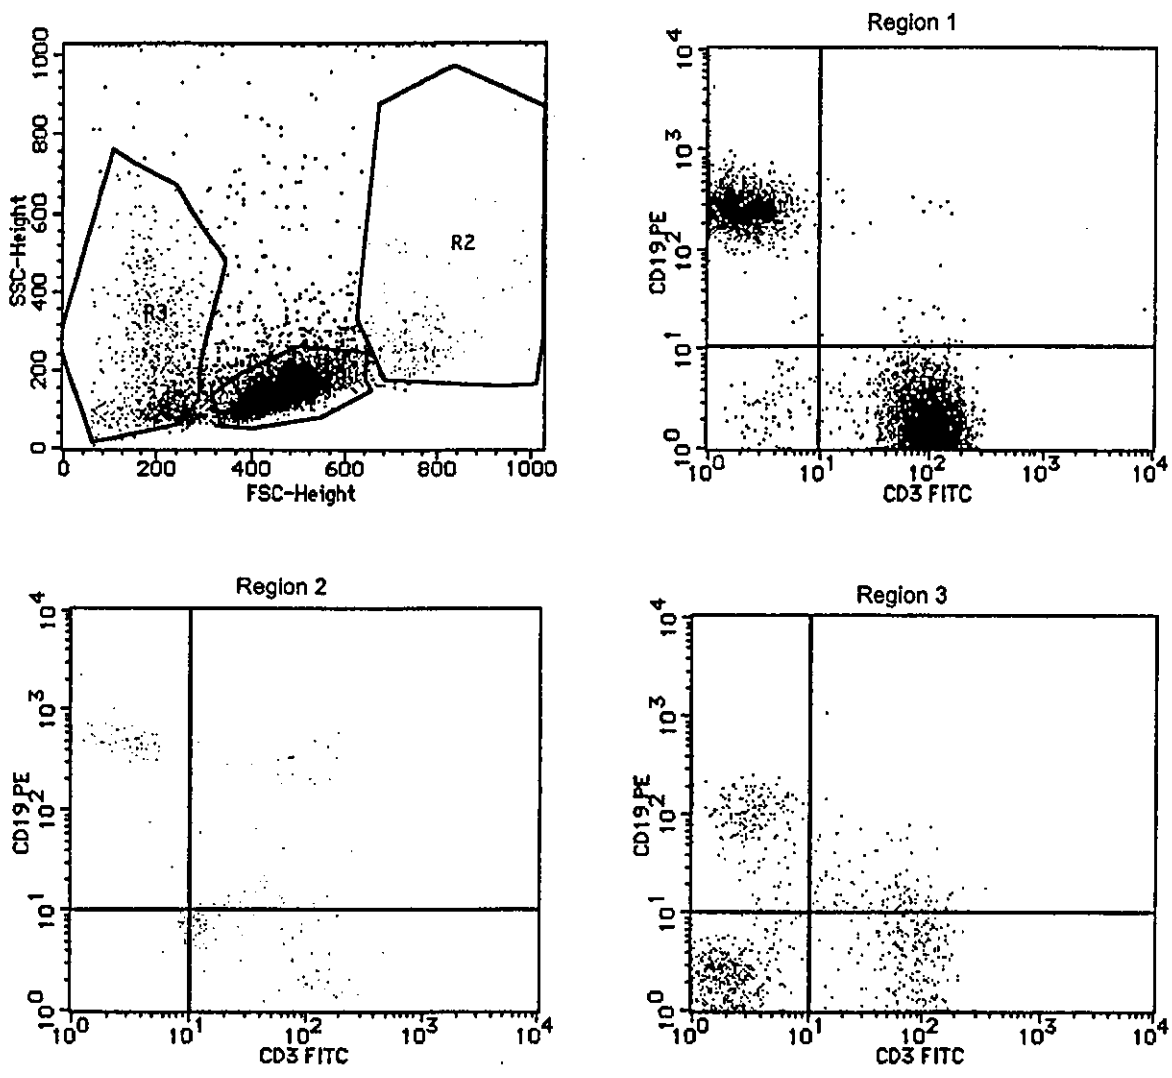 1000
800
600
400
200
0
SSC-Height
R3
R2
0 200 400 600 800 1000
FSC-Height
Region 1
10^4
10^3
10^2
10^1
10^0
CD19 PE
10^0 10^1 10^2 10^3 10^4
CD3 FITC
Region 2
10^4
10^3
10^2
10^1
10^0
CD19 PE
10^0 10^1 10^2 10^3 10^4
CD3 FITC
Region 3
10^4
10^3
10^2
10^1
10^0
CD19 PE
10^0 10^1 10^2 10^3 10^4
CD3 FITC